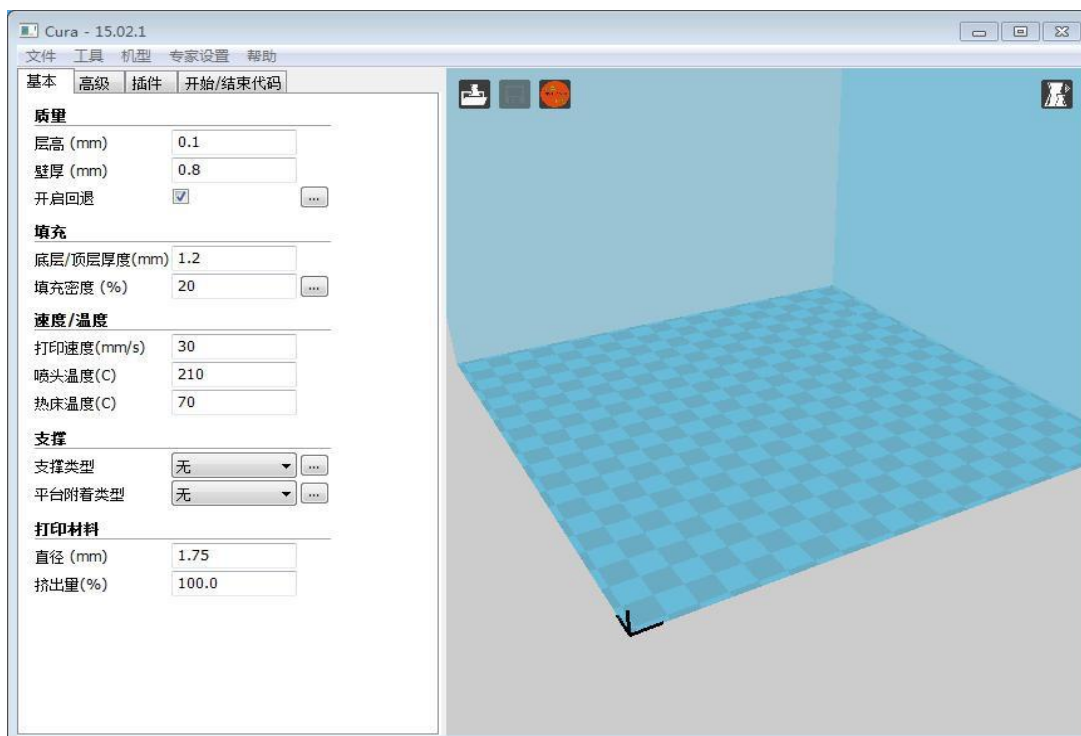 Cura - 15.02.1
文件 工具 机型 专家设置 帮助
基本 高级 插件 开始/结束代码
质量
层高 (mm) 0.1
壁厚 (mm) 0.8
开启回退 ...
填充
底层/顶层厚度(mm) 1.2
填充密度 (%) 20 ...
速度/温度
打印速度(mm/s) 30
喷头温度(C) 210
热床温度(C) 70
支撑
支撑类型 无 ...
平台附着类型 无 ...
打印材料
直径 (mm) 1.75
挤出量(%) 100.0